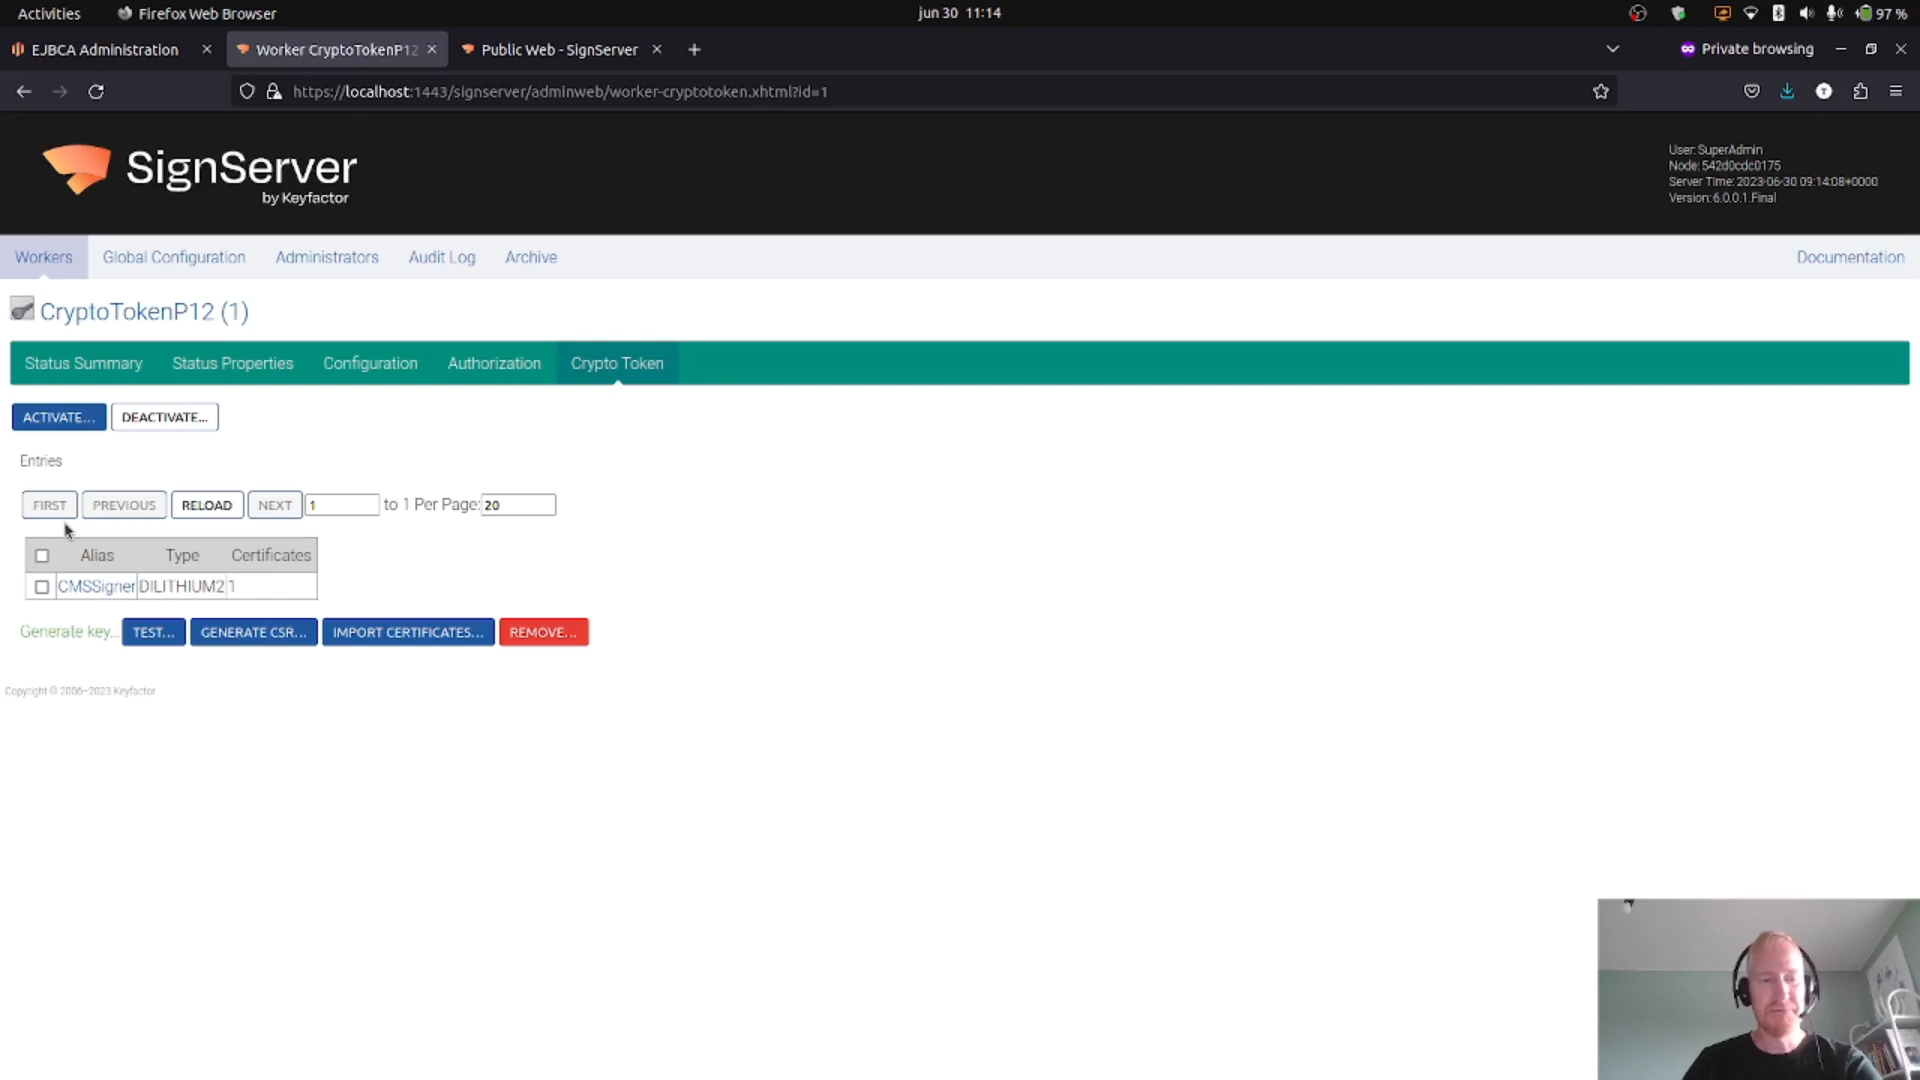 Activities
Firefox Web Browser
jun 30 11:14
97 %
EJBCA Administration
Worker CryptoTokenP12
Public Web - SignServer
Private browsing
https://localhost:1443/signserver/adminweb/worker-cryptotoken.xhtml?id=1
SignServer
by Keyfactor
User: SuperAdmin
Node: 542d0cdc0175
Server Time: 2023-06-30 09:14:08+0000
Version: 6.0.0.1.Final
Workers
Global Configuration
Administrators
Audit Log
Archive
Documentation
CryptoTokenP12 (1)
Status Summary
Status Properties
Configuration
Authorization
Crypto Token
ACTIVATE...
DEACTIVATE...
Entries
FIRST
PREVIOUS
RELOAD
NEXT
1
to 1 Per Page:
20
Alias
Type
Certificates
CMSSigner
DILITHIUM2
1
Generate key...
TEST...
GENERATE CSR...
IMPORT CERTIFICATES...
REMOVE...
Copyright © 2006–2023 Keyfactor